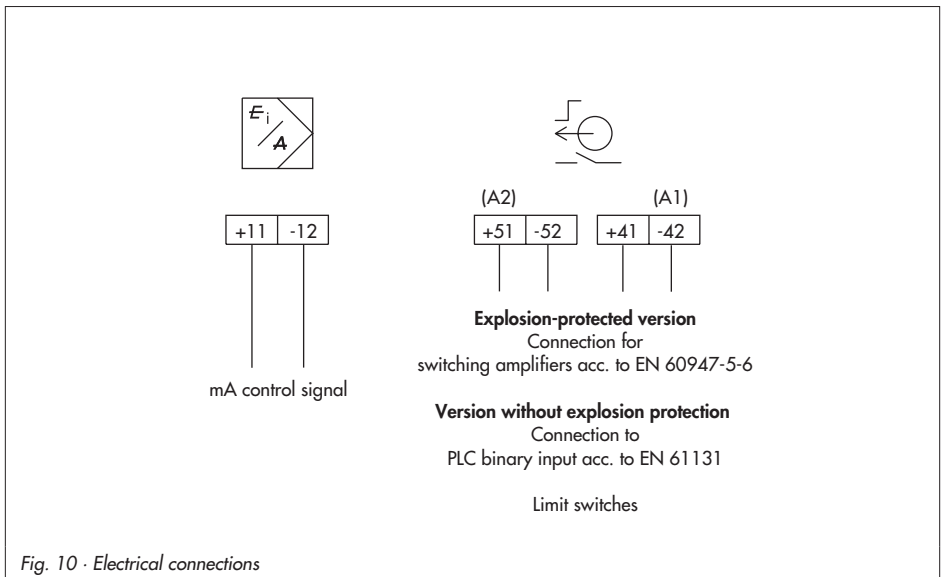 E i
/ A
(A2) (A1)
+11 -12 +51 -52 +41 -42
Explosion-protected version
Connection for
switching amplifiers acc. to EN 60947-5-6
mA control signal
Version without explosion protection
Connection to
PLC binary input acc. to EN 61131
Limit switches
Fig. 10 · Electrical connections